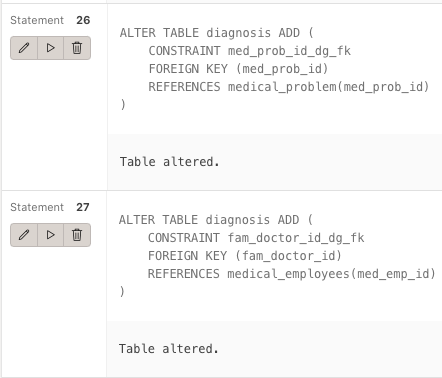 Statement 26
ALTER TABLE diagnosis ADD (
    CONSTRAINT med_prob_id_dg_fk
    FOREIGN KEY (med_prob_id)
    REFERENCES medical_problem(med_prob_id)
)
Table altered.
Statement 27
ALTER TABLE diagnosis ADD (
    CONSTRAINT fam_doctor_id_dg_fk
    FOREIGN KEY (fam_doctor_id)
    REFERENCES medical_employees(med_emp_id)
)
Table altered.